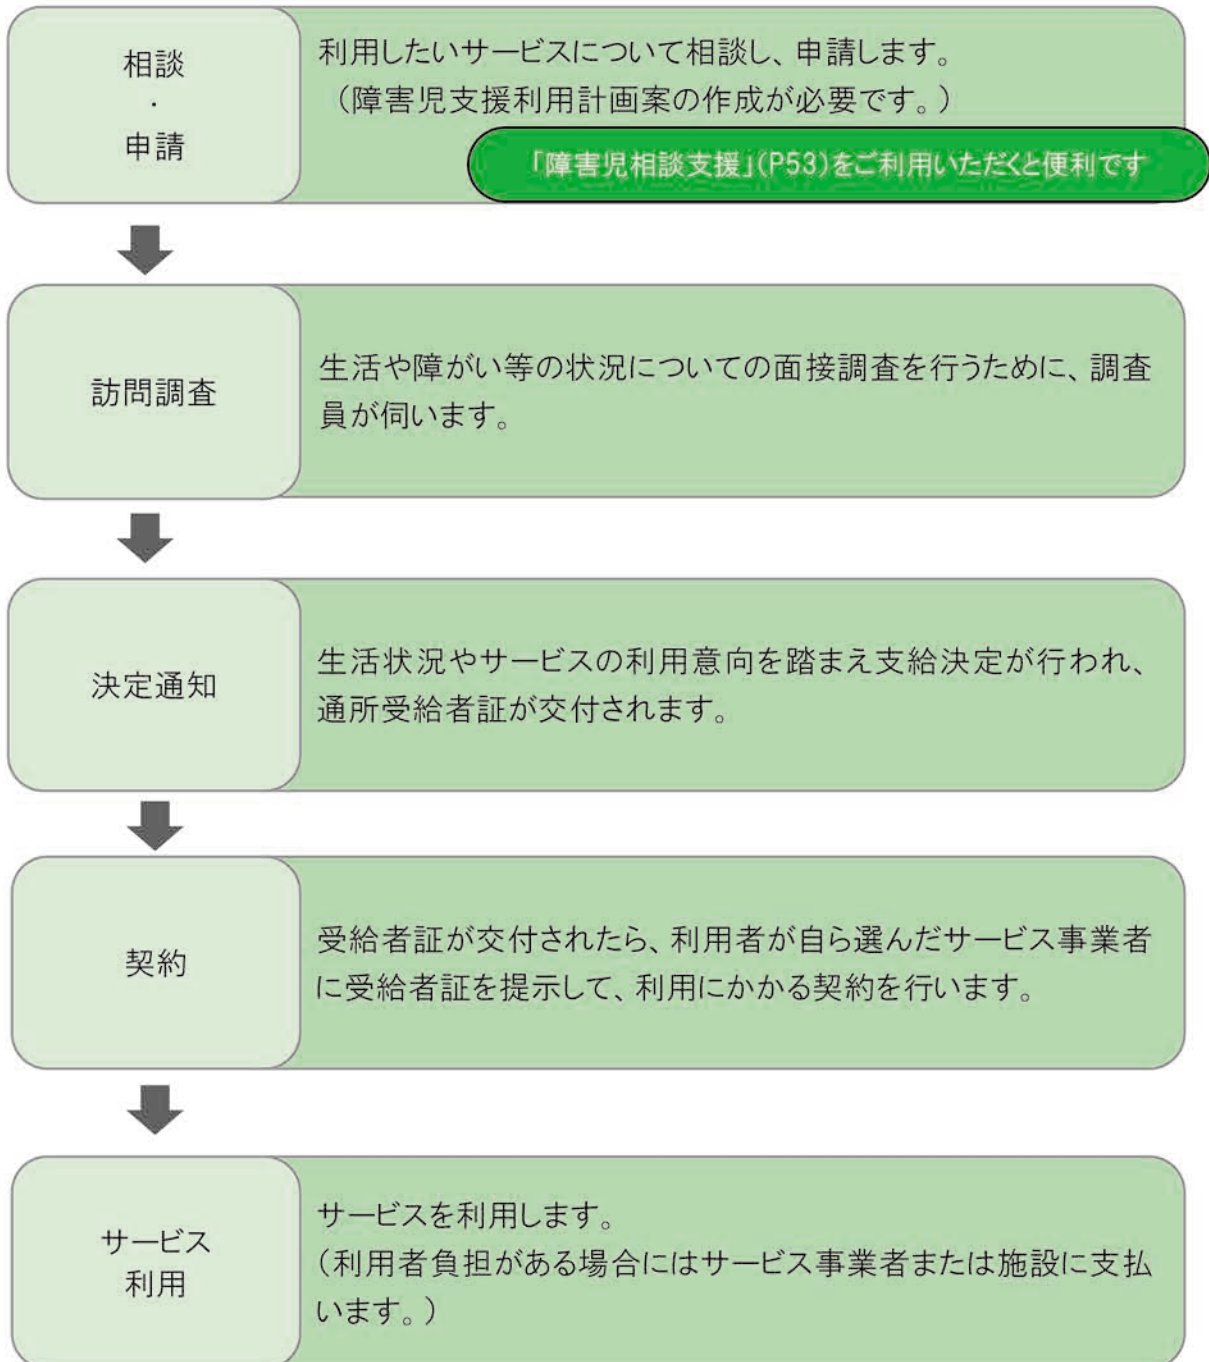 相談
・
申請
利用したいサービスについて相談し、申請します。
（障害児支援利用計画案の作成が必要です。）
「障害児相談支援」(P53)をご利用いただくと便利です
訪問調査
生活や障がい等の状況についての面接調査を行うために、調査
員が伺います。
決定通知
生活状況やサービスの利用意向を踏まえ支給決定が行われ、
通所受給者証が交付されます。
契約
受給者証が交付されたら、利用者が自ら選んだサービス事業者
に受給者証を提示して、利用にかかる契約を行います。
サービス
利用
サービスを利用します。
（利用者負担がある場合にはサービス事業者または施設に支払
います。）